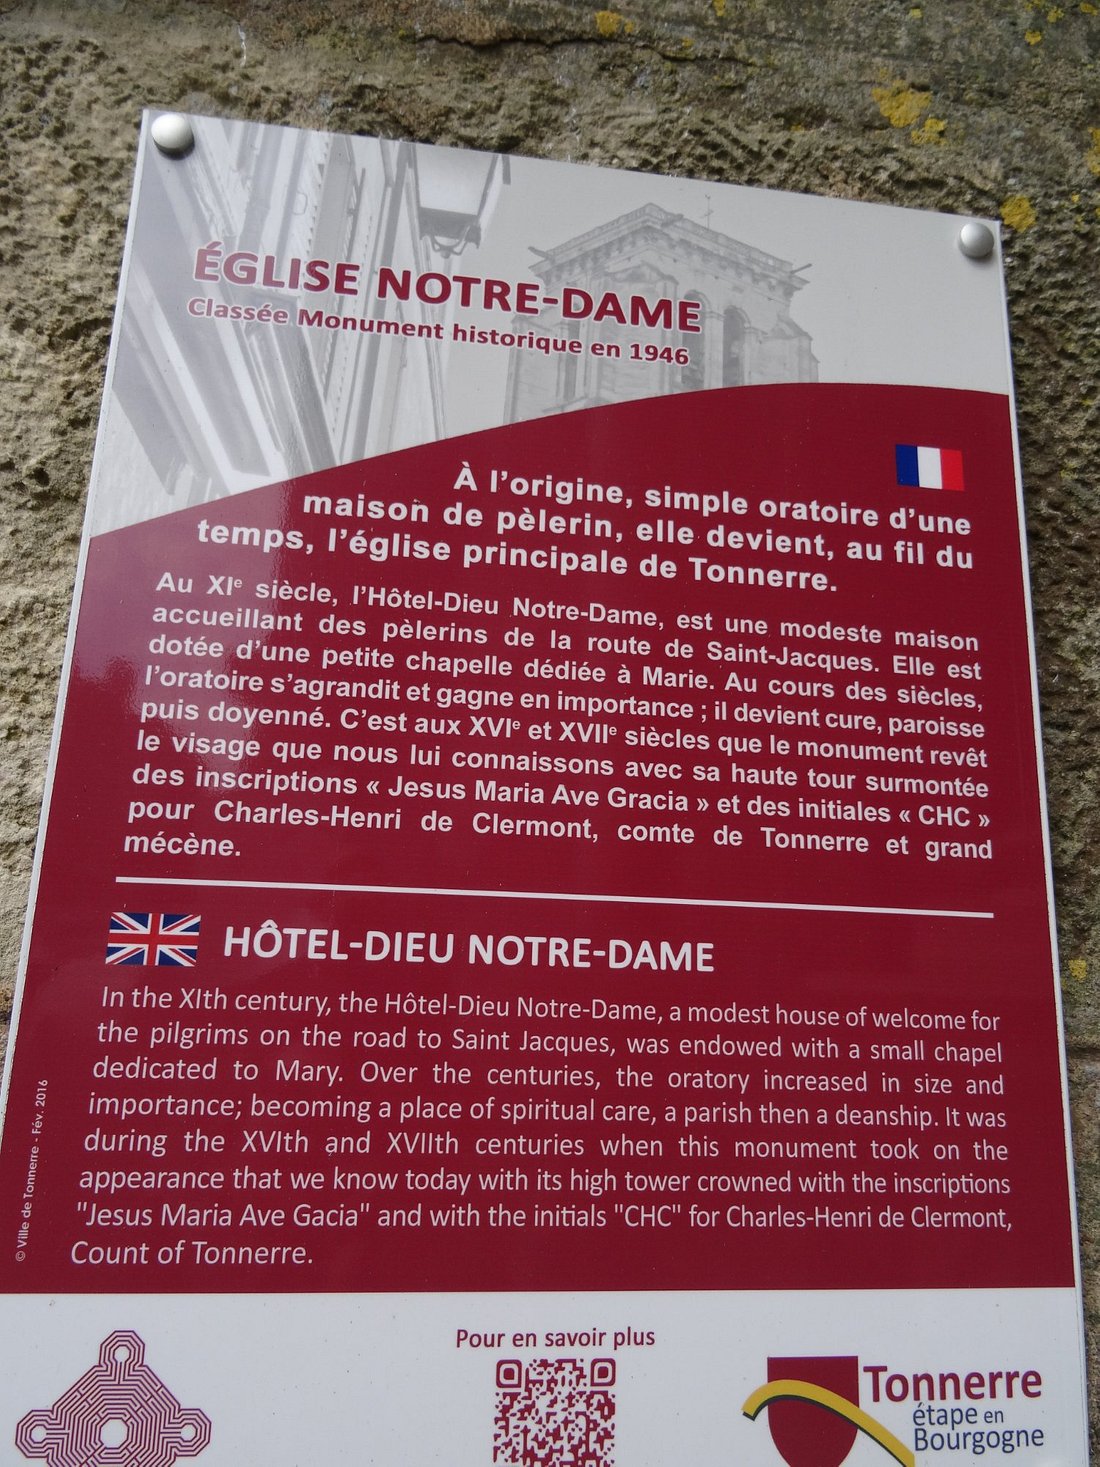 ÉGLISE NOTRE-DAME
Classée Monument historique en 1946
À l'origine, simple oratoire d'une
maison de pèlerin, elle devient, au fil du
temps, l'église principale de Tonnerre.
Au XIe siècle, l'Hôtel-Dieu Notre-Dame, est une modeste maison
accueillant des pèlerins de la route de Saint-Jacques. Elle est
dotée d'une petite chapelle dédiée à Marie. Au cours des siècles,
l'oratoire s'agrandit et gagne en importance ; il devient cure, paroisse
puis doyenné. C'est aux XVIe et XVIIe siècles que le monument revêt
le visage que nous lui connaissons avec sa haute tour surmontée
des inscriptions « Jesus Maria Ave Gracia » et des initiales « CHC »
pour Charles-Henri de Clermont, comte de Tonnerre et grand
mécène.
HÔTEL-DIEU NOTRE-DAME
In the XIth century, the Hôtel-Dieu Notre-Dame, a modest house of welcome for
the pilgrims on the road to Saint Jacques, was endowed with a small chapel
dedicated to Mary. Over the centuries, the oratory increased in size and
importance; becoming a place of spiritual care, a parish then a deanship. It was
during the XVIth and XVIIth centuries when this monument took on the
appearance that we know today with its high tower crowned with the inscriptions
"Jesus Maria Ave Gacia" and with the initials "CHC" for Charles-Henri de Clermont,
Count of Tonnerre.
© Ville de Tonnerre - Fév. 2016
Pour en savoir plus
Tonnerre
étape en
Bourgogne